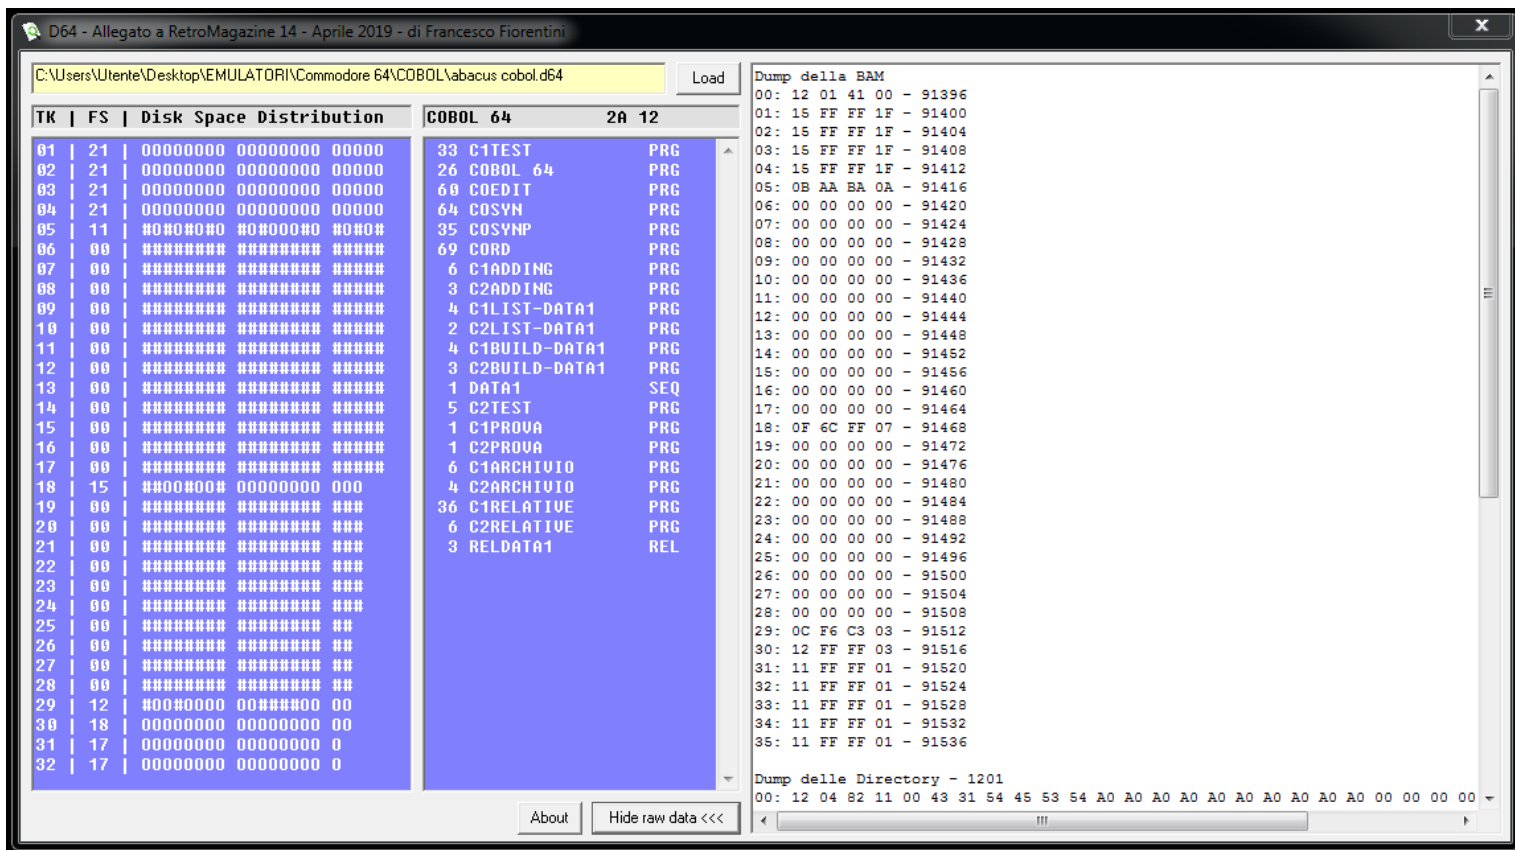 D64 - Allegato a RetroMagazine 14 - Aprile 2019 - di Francesco Fiorentini
x
C:\Users\Utente\Desktop\EMULATORI\Commodore 64\COBOL\abacus cobol.d64
Load
TK | FS | Disk Space Distribution
01 | 21 | 00000000 00000000 00000
02 | 21 | 00000000 00000000 00000
03 | 21 | 00000000 00000000 00000
04 | 21 | 00000000 00000000 00000
05 | 11 | #0#0#0#0 #0#000#0 #0#0#
06 | 00 | ######## ######## #####
07 | 00 | ######## ######## #####
08 | 00 | ######## ######## #####
09 | 00 | ######## ######## #####
10 | 00 | ######## ######## #####
11 | 00 | ######## ######## #####
12 | 00 | ######## ######## #####
13 | 00 | ######## ######## #####
14 | 00 | ######## ######## #####
15 | 00 | ######## ######## #####
16 | 00 | ######## ######## #####
17 | 00 | ######## ######## #####
18 | 15 | ##00#00# 00000000 000
19 | 00 | ######## ######## ###
20 | 00 | ######## ######## ###
21 | 00 | ######## ######## ###
22 | 00 | ######## ######## ###
23 | 00 | ######## ######## ###
24 | 00 | ######## ######## ###
25 | 00 | ######## ######## ##
26 | 00 | ######## ######## ##
27 | 00 | ######## ######## ##
28 | 00 | ######## ######## ##
29 | 12 | #00#0000 00####00 00
30 | 18 | 00000000 00000000 00
31 | 17 | 00000000 00000000 0
32 | 17 | 00000000 00000000 0
COBOL 64 2A 12
33 C1TEST PRG
26 COBOL 64 PRG
60 COEDIT PRG
64 COSYN PRG
35 COSYNP PRG
69 CORD PRG
6 C1ADDING PRG
3 C2ADDING PRG
4 C1LIST-DATA1 PRG
2 C2LIST-DATA1 PRG
4 C1BUILD-DATA1 PRG
3 C2BUILD-DATA1 PRG
1 DATA1 SEQ
5 C2TEST PRG
1 C1PROVA PRG
1 C2PROVA PRG
6 C1ARCHIVIO PRG
4 C2ARCHIVIO PRG
36 C1RELATIVE PRG
6 C2RELATIVE PRG
3 RELDATA1 REL
About
Hide raw data <<<
Dump della BAM
00: 12 01 41 00 - 91396
01: 15 FF FF 1F - 91400
02: 15 FF FF 1F - 91404
03: 15 FF FF 1F - 91408
04: 15 FF FF 1F - 91412
05: 0B AA BA 0A - 91416
06: 00 00 00 00 - 91420
07: 00 00 00 00 - 91424
08: 00 00 00 00 - 91428
09: 00 00 00 00 - 91432
10: 00 00 00 00 - 91436
11: 00 00 00 00 - 91440
12: 00 00 00 00 - 91444
13: 00 00 00 00 - 91448
14: 00 00 00 00 - 91452
15: 00 00 00 00 - 91456
16: 00 00 00 00 - 91460
17: 00 00 00 00 - 91464
18: 0F 6C FF 07 - 91468
19: 00 00 00 00 - 91472
20: 00 00 00 00 - 91476
21: 00 00 00 00 - 91480
22: 00 00 00 00 - 91484
23: 00 00 00 00 - 91488
24: 00 00 00 00 - 91492
25: 00 00 00 00 - 91496
26: 00 00 00 00 - 91500
27: 00 00 00 00 - 91504
28: 00 00 00 00 - 91508
29: 0C F6 C3 03 - 91512
30: 12 FF FF 03 - 91516
31: 11 FF FF 01 - 91520
32: 11 FF FF 01 - 91524
33: 11 FF FF 01 - 91528
34: 11 FF FF 01 - 91532
35: 11 FF FF 01 - 91536
Dump delle Directory - 1201
00: 12 04 82 11 00 43 31 54 45 53 54 A0 A0 A0 A0 A0 A0 A0 A0 A0 A0 00 00 00 00